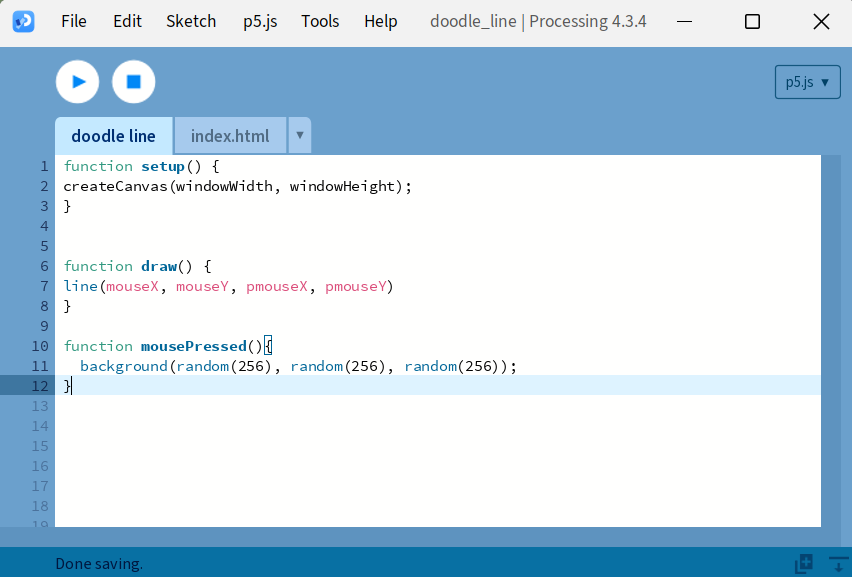 File Edit Sketch p5.js Tools Help doodle_line | Processing 4.3.4
p5.js ▼
doodle line index.html ▼
1 function setup() {
2 createCanvas(windowWidth, windowHeight);
3 }
4
5
6 function draw() {
7 line(mouseX, mouseY, pmouseX, pmouseY)
8 }
9
10 function mousePressed(){
11 background(random(256), random(256), random(256));
12 }
13
14
15
16
17
18
19
Done saving.